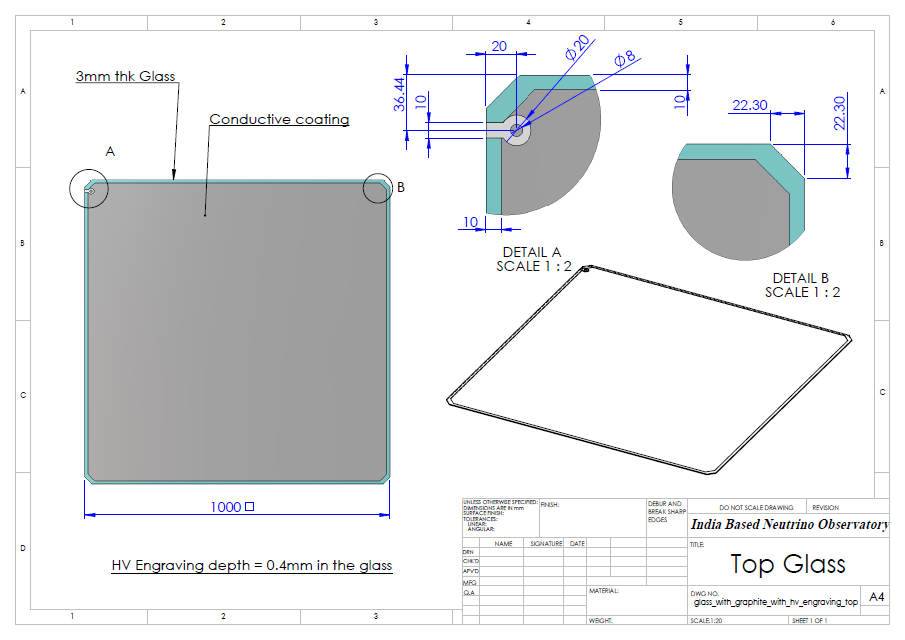 1 2 3 4 5 6
A A
B B
C C
D
1 2 3
3mm thk Glass
Conductive coating
A
B
1000 □
HV Engraving depth = 0.4mm in the glass
20
Ø20
Ø8
36.44
10
10
10
DETAIL A
SCALE 1 : 2
22.30
22.30
DETAIL B
SCALE 1 : 2
UNLESS OTHERWISE SPECIFIED:
DIMENSIONS ARE IN mm
SURFACE FINISH:
TOLERANCES:
LINEAR:
ANGULAR:
FINISH:
DEBUR AND
BREAK SHARP
EDGES
DO NOT SCALE DRAWING
REVISION
India Based Neutrino Observatory
NAME SIGNATURE DATE
DRN
CHK'D
APV'D
MFG
Q.A
MATERIAL:
WEIGHT:
TITLE:
Top Glass
DWG NO.
glass_with_graphite_with_hv_engraving_top
A4
SCALE:1:20
SHEET 1 OF 1